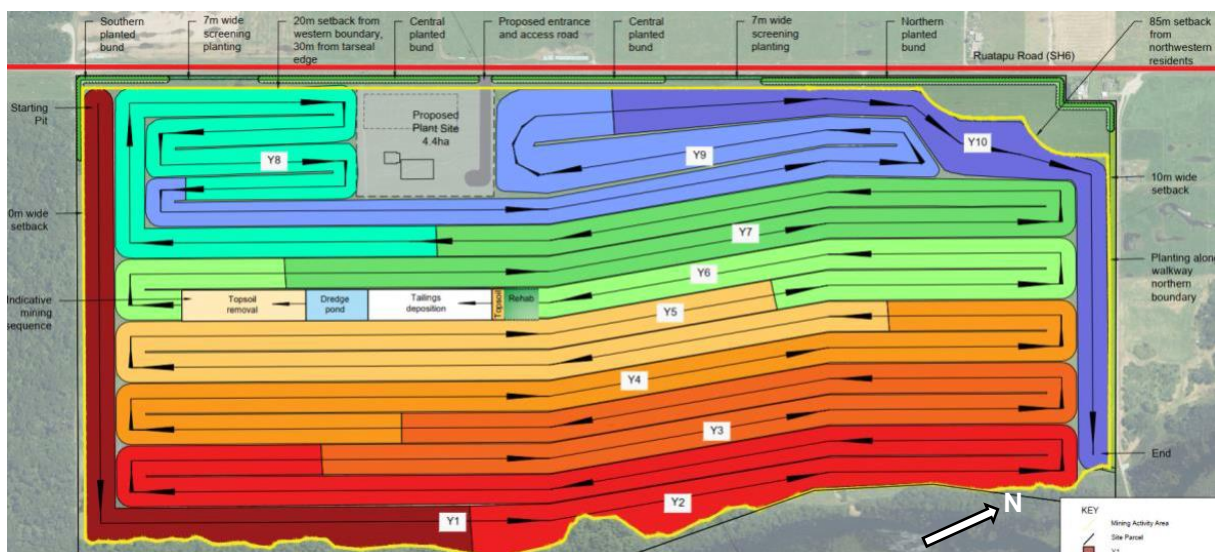 Southern
planted
bund
7m wide
screening
planting
20m setback from
western boundary,
30m from tarseal
edge
Central
planted
bund
Proposed entrance
and access road
Central
planted
bund
7m wide
screening
planting
Northern
planted
bund
85m
setback
from
northwestern
residents
Ruatapu Road (SH6)
Starting
Pit
Proposed
Plant Site
4.4ha
Y8
Y9
Y10
0m wide
setback
10m wide
setback
Y7
Y6
Indicative
mining
sequence
Topsoil
removal
Dredge
pond
Tailings
deposition
Topsoil
Rehab
Planting along
walkway
northern
boundary
Y5
Y4
Y3
End
Y2
Y1
N
KEY
Mining Activity Area
Site Parcel
Y1